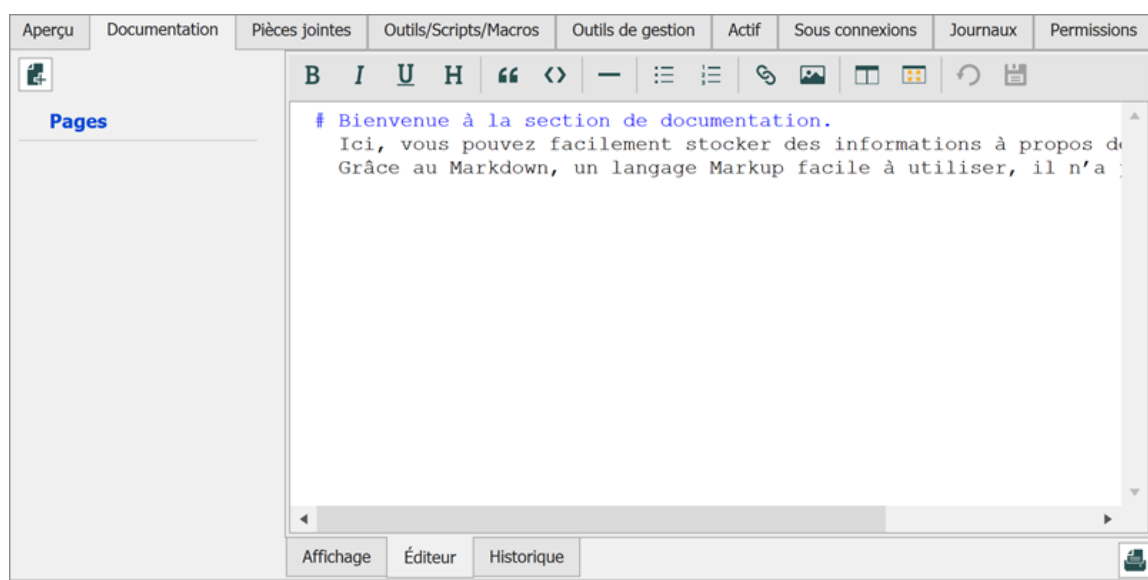 Aperçu Documentation Pièces jointes Outils/Scripts/Macros Outils de gestion Actif Sous connexions Journaux Permissions
B I U H
Pages
# Bienvenue à la section de documentation.
Ici, vous pouvez facilement stocker des informations à propos
Grâce au Markdown, un langage Markup facile à utiliser, il n’a
Affichage Éditeur Historique